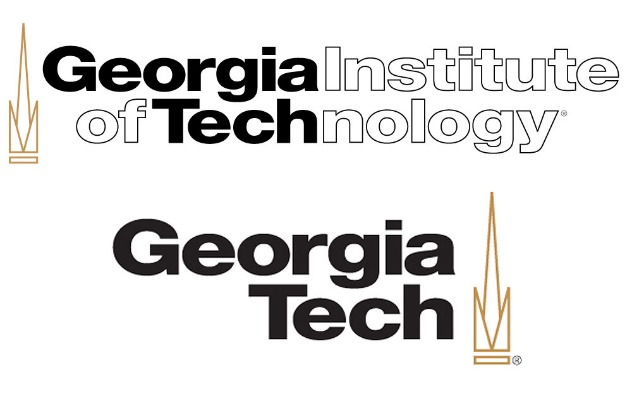 Georgia Institute
of Technology®
Georgia
Tech
®